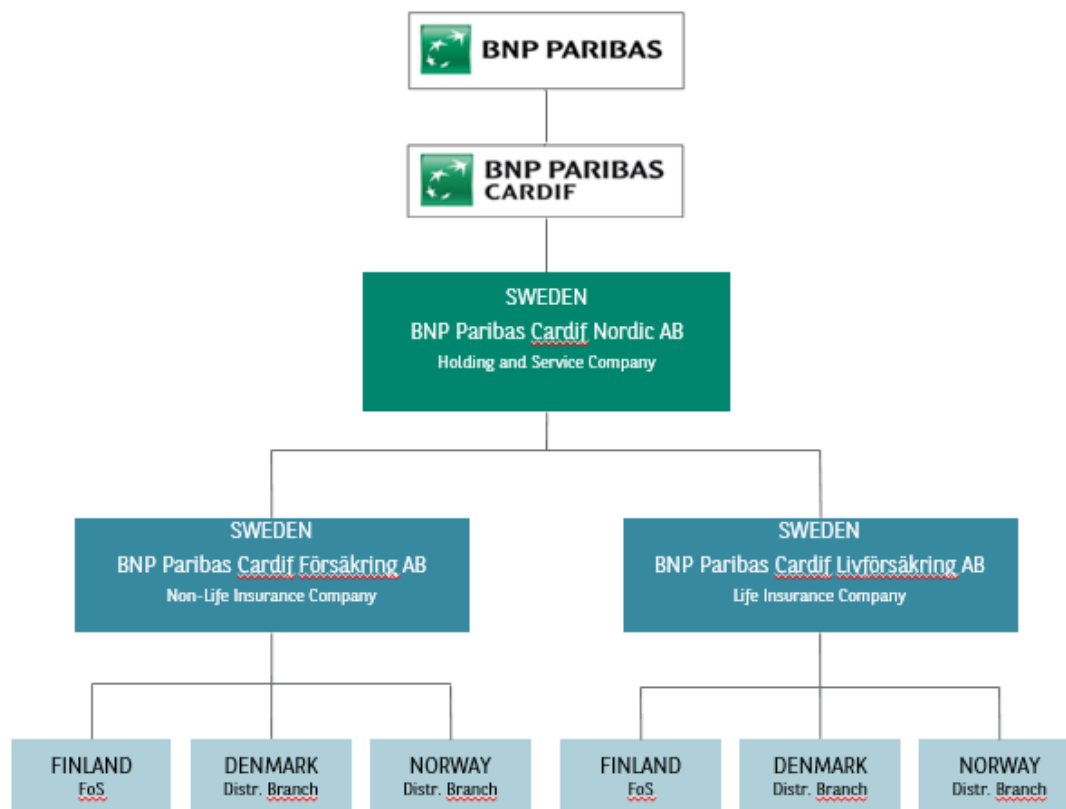 BNP PARIBAS
BNP PARIBAS
CARDIF
SWEDEN
BNP Paribas Cardif Nordic AB
Holding and Service Company
SWEDEN
BNP Paribas Cardif Försäkring AB
Non-Life Insurance Company
SWEDEN
BNP Paribas Cardif Livförsäkring AB
Life Insurance Company
FINLAND
FoS
DENMARK
Distr. Branch
NORWAY
Distr. Branch
FINLAND
FoS
DENMARK
Distr. Branch
NORWAY
Distr. Branch